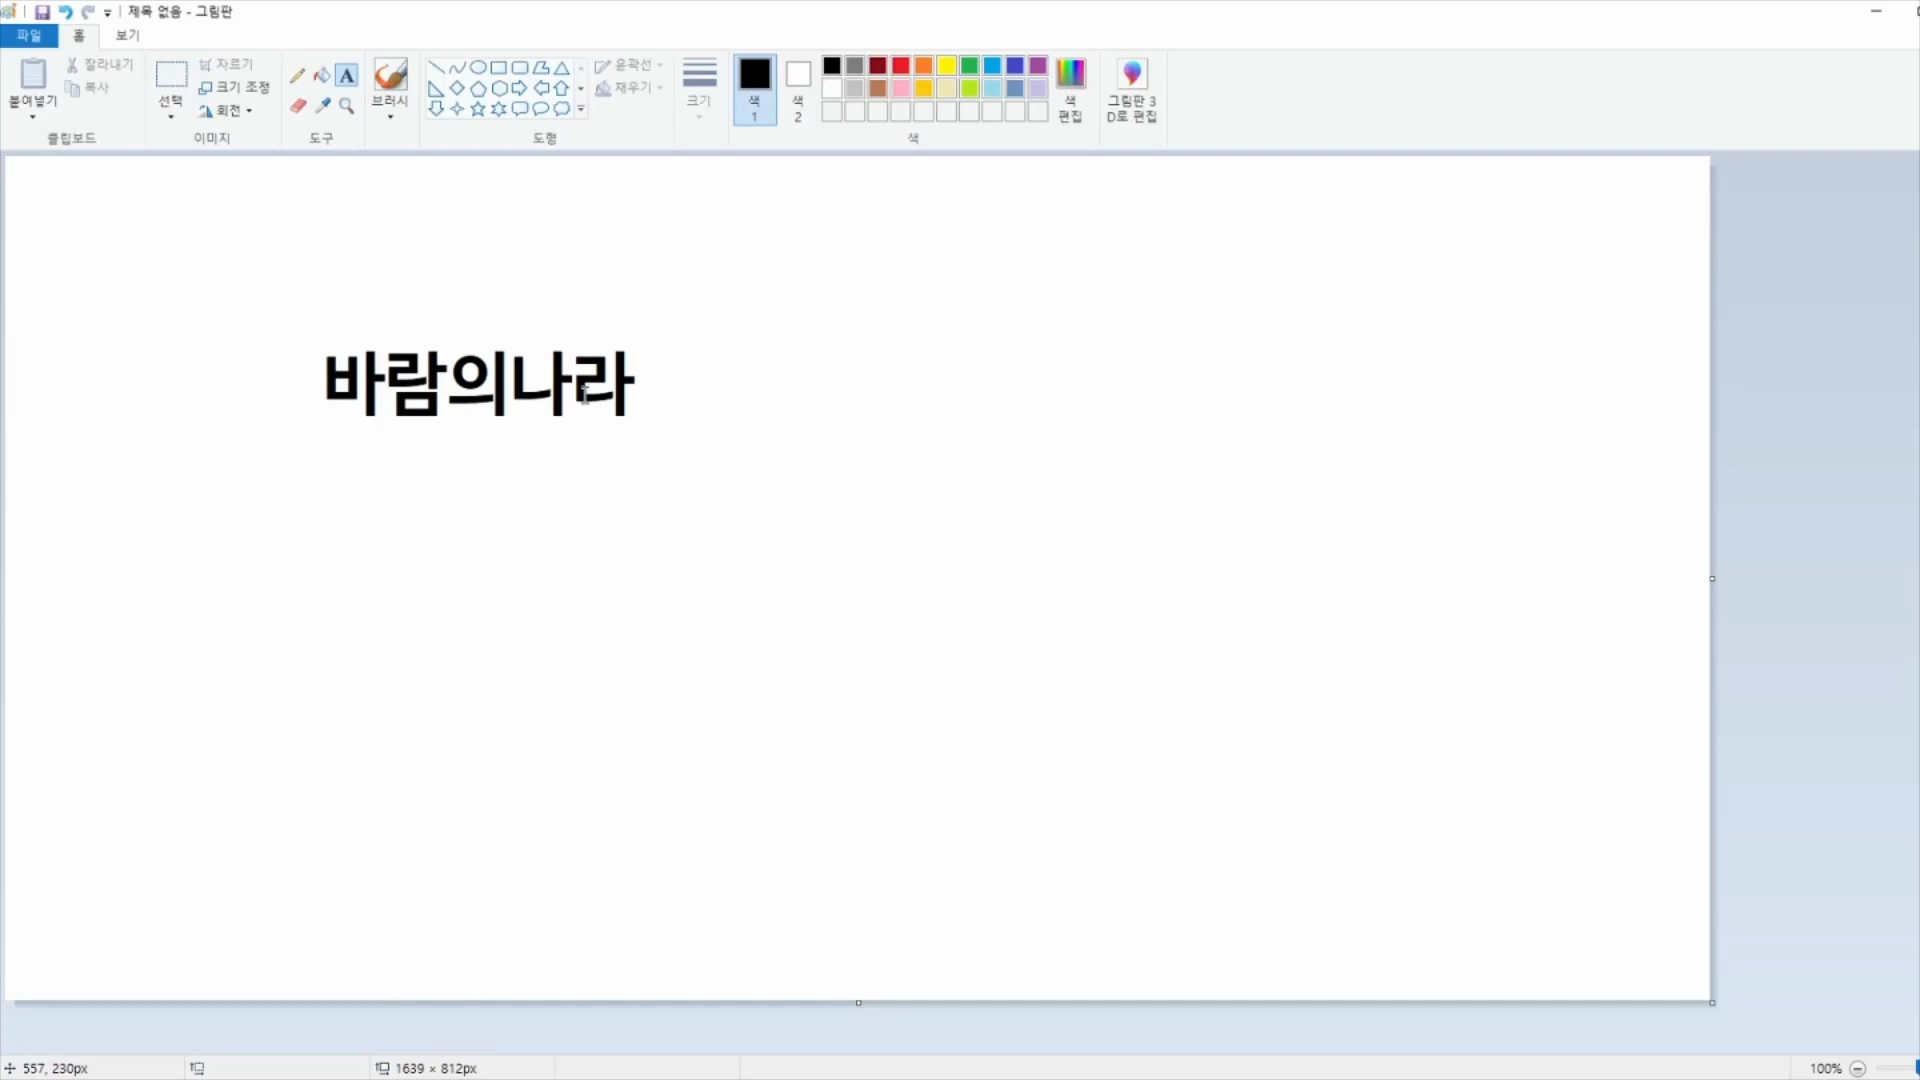 제목 없음 - 그림판
파일 홈 보기
붙여넣기
잘라내기
복사
클립보드
선택
자르기
크기 조정
회전
이미지
A
도구
브러시
윤곽선
채우기
도형
크기
색 1
색 2
색 편집
색
그림판 3D로 편집
바람의나라
557, 230px
1639 × 812px
100%